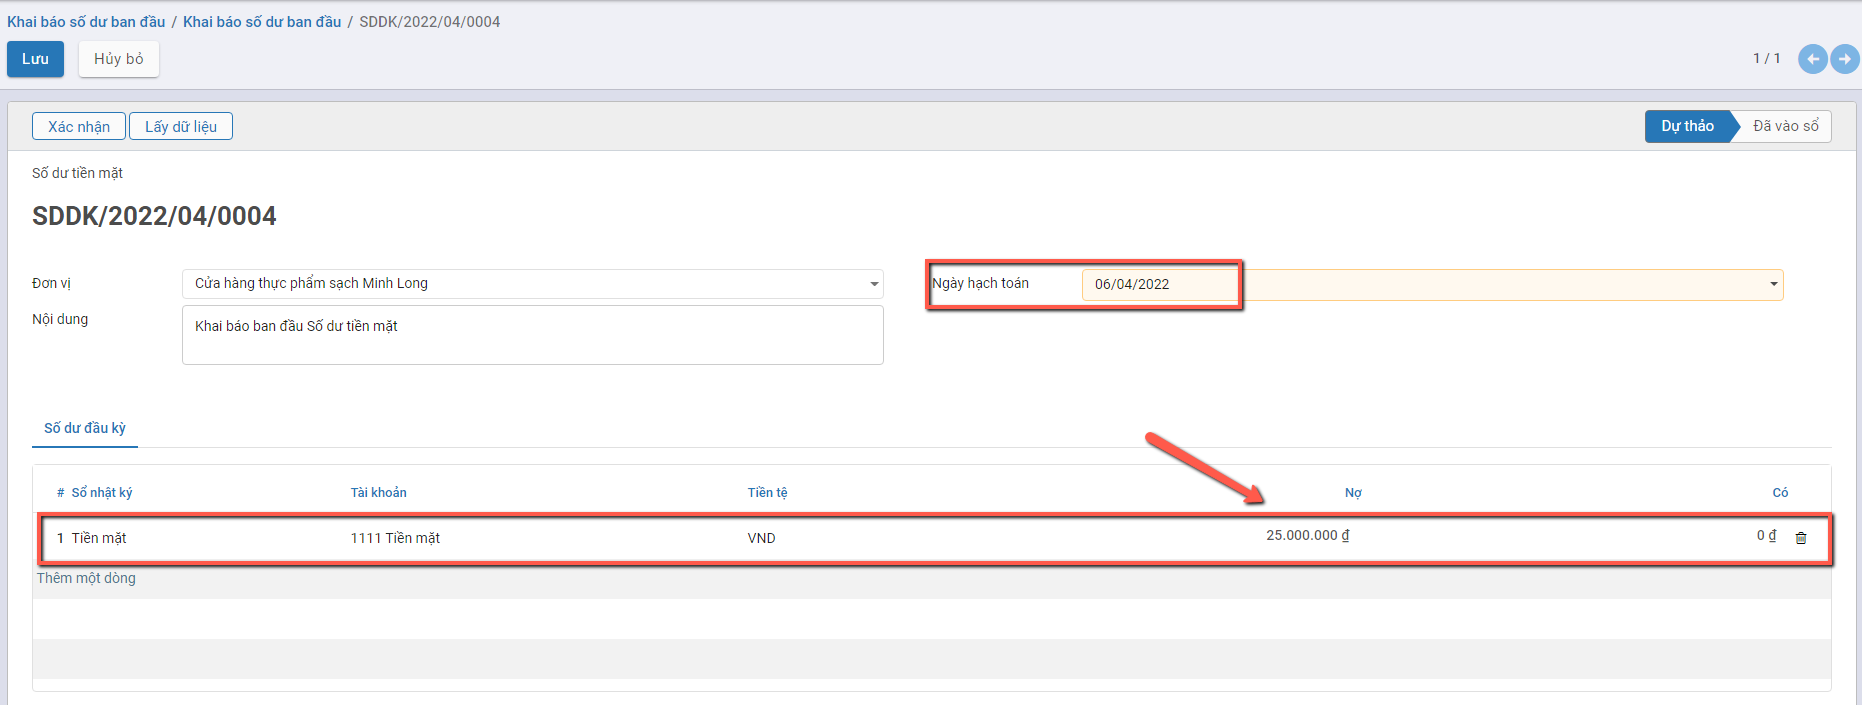 Khai báo số dư ban đầu / Khai báo số dư ban đầu / SDDK/2022/04/0004
Lưu Hủy bỏ 1 / 1
Xác nhận Lấy dữ liệu Dự thảo Đã vào sổ
Số dư tiền mặt
SDDK/2022/04/0004
Đơn vị Cửa hàng thực phẩm sạch Minh Long Ngày hạch toán 06/04/2022
Nội dung Khai báo ban đầu Số dư tiền mặt
Số dư đầu kỳ
# Sổ nhật ký Tài khoản Tiền tệ Nợ Có
1 Tiền mặt 1111 Tiền mặt VND 25.000.000 ₫ 0 ₫
Thêm một dòng